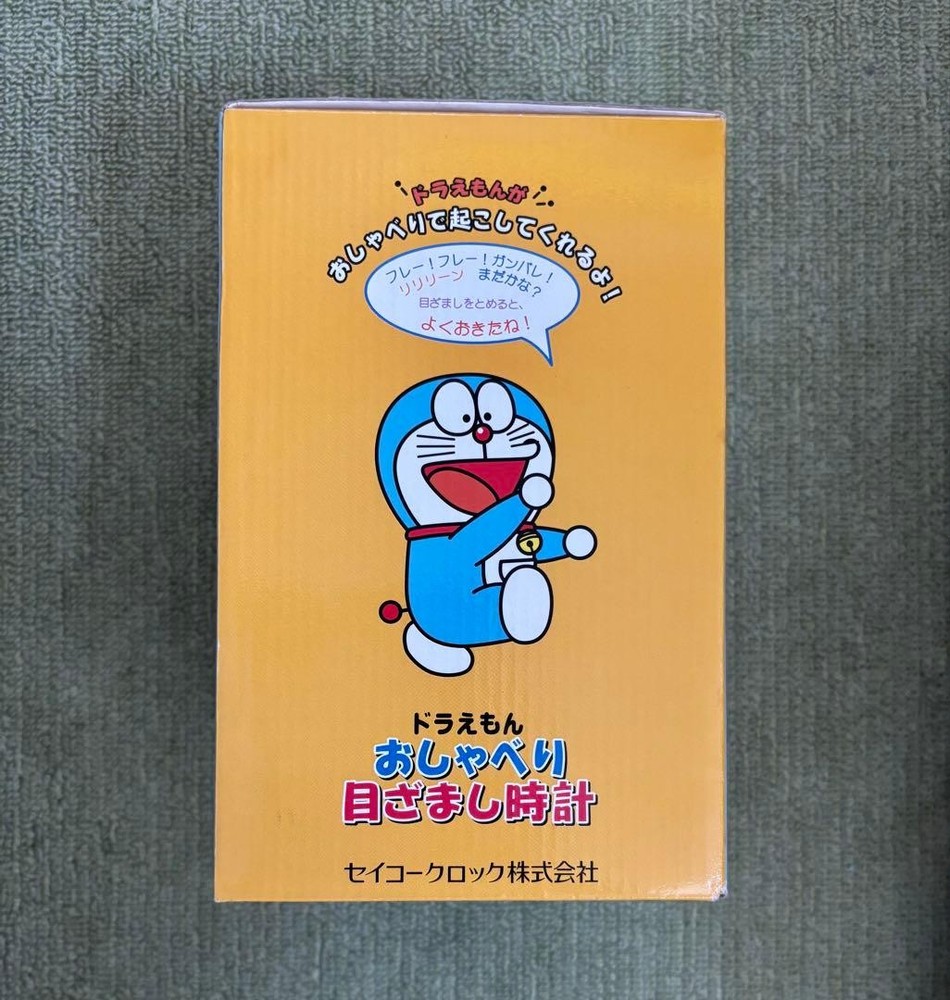 ドラえもんが
おしゃべりで起こしてくれるよ！
フレー！フレー！ガンバレ！
リリリーン　まだかな？
目ざましをとめると、
よくおきたね！
ドラえもん
おしゃべり
目ざまし時計
セイコークロック株式会社